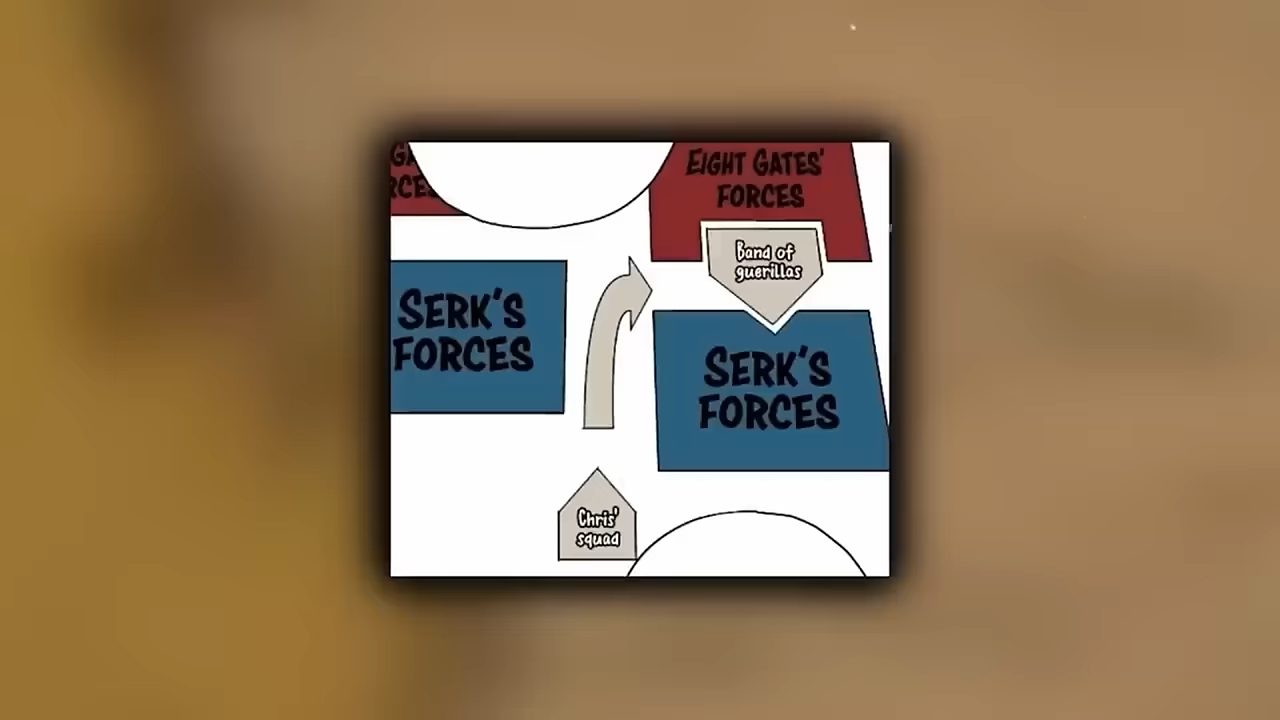 EIGHT GATES'
FORCES
Band of
guerillas
SERK'S
FORCES
SERK'S
FORCES
Chris'
squad